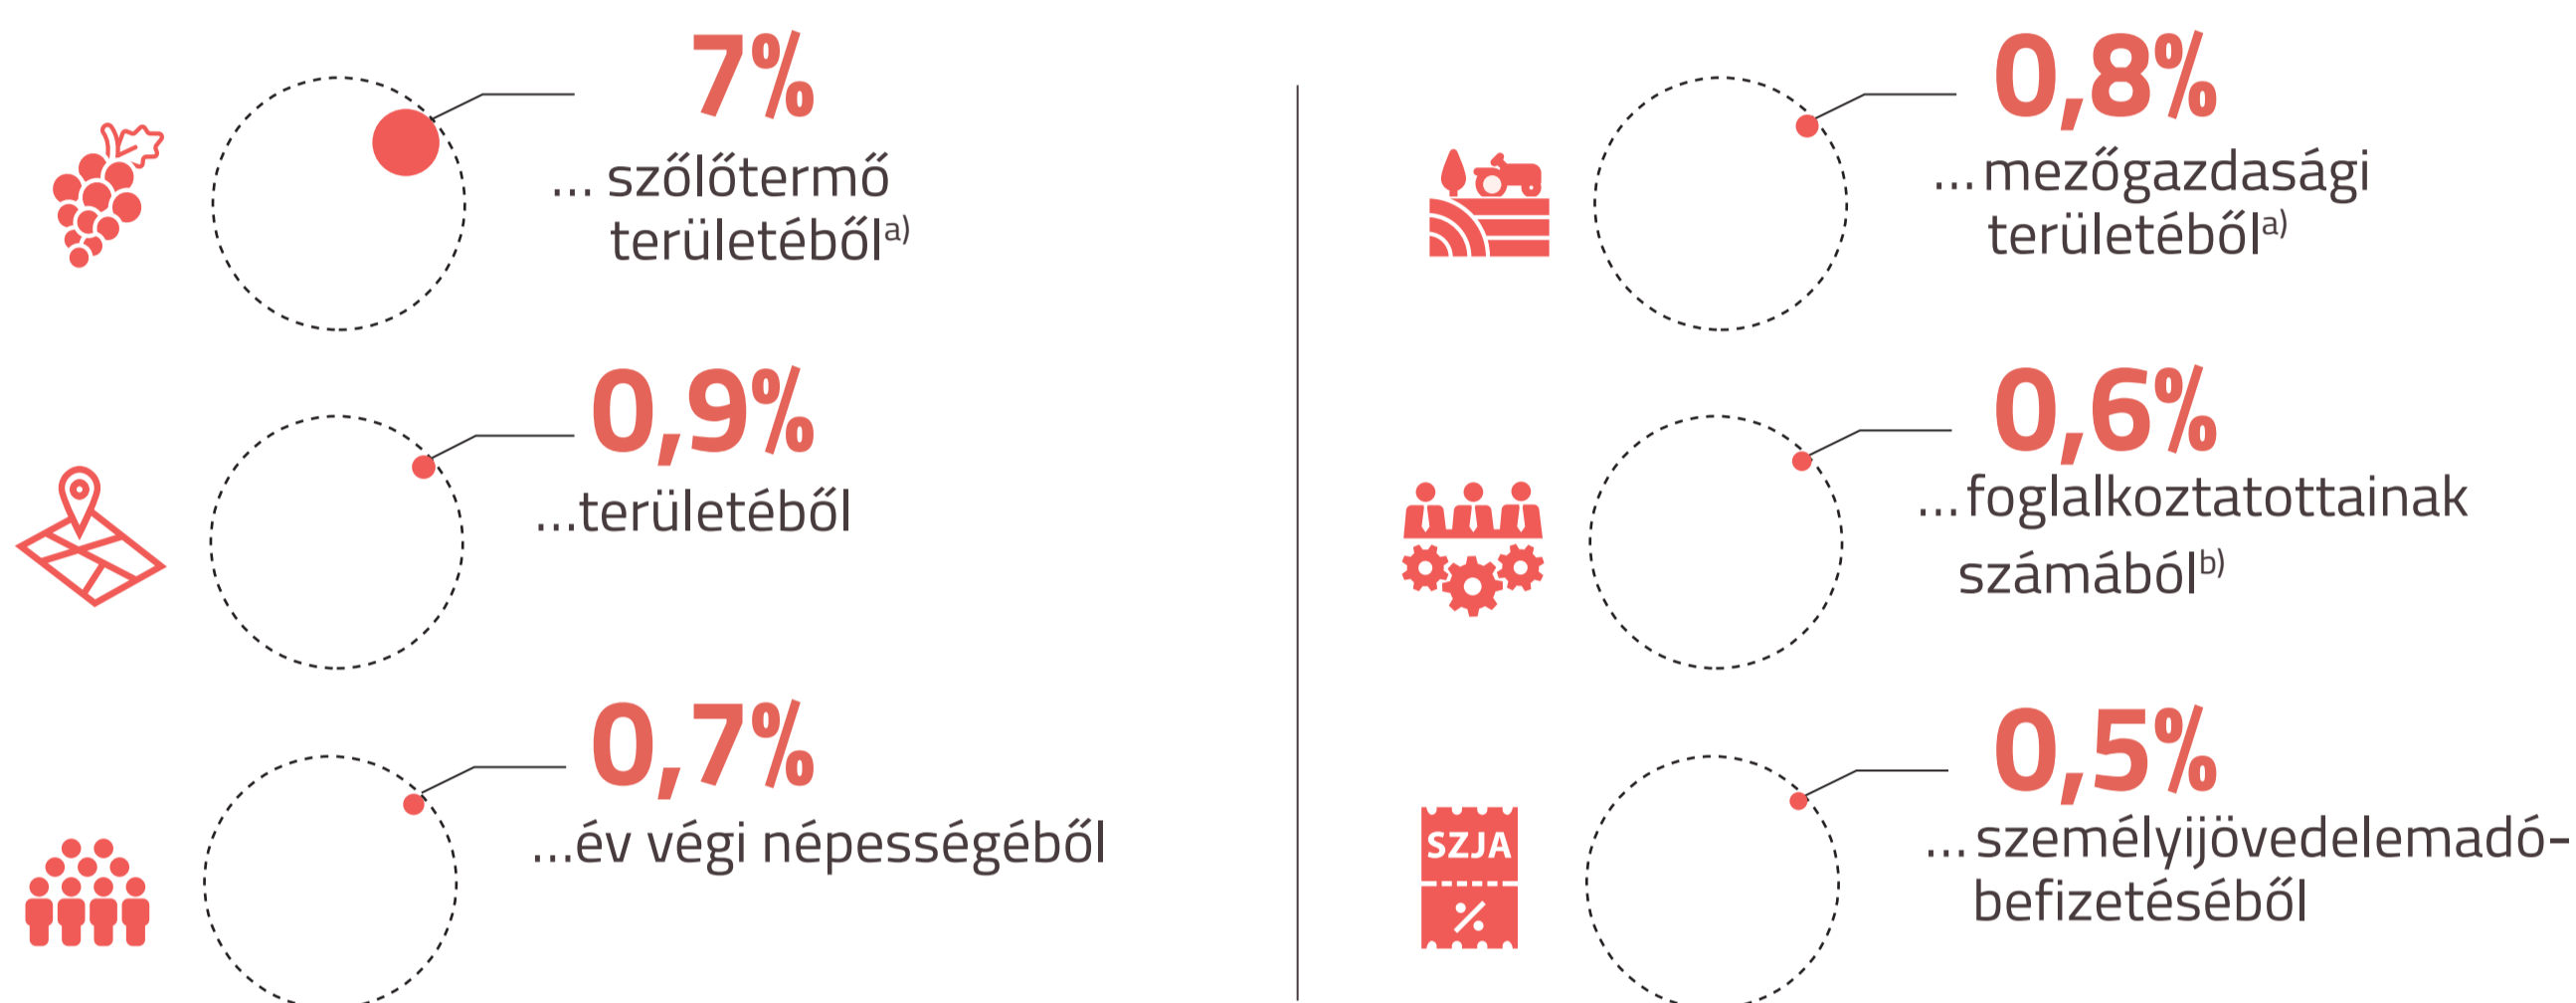 7%
... szőlőtermő
területéből a)
0,9%
...területéből
0,7%
...év végi népességéből
0,8%
...mezőgazdasági
területéből a)
0,6%
...foglalkoztatottainak
számából b)
SZJA
%
0,5%
... személyijövedelemadó-
befizetéséből